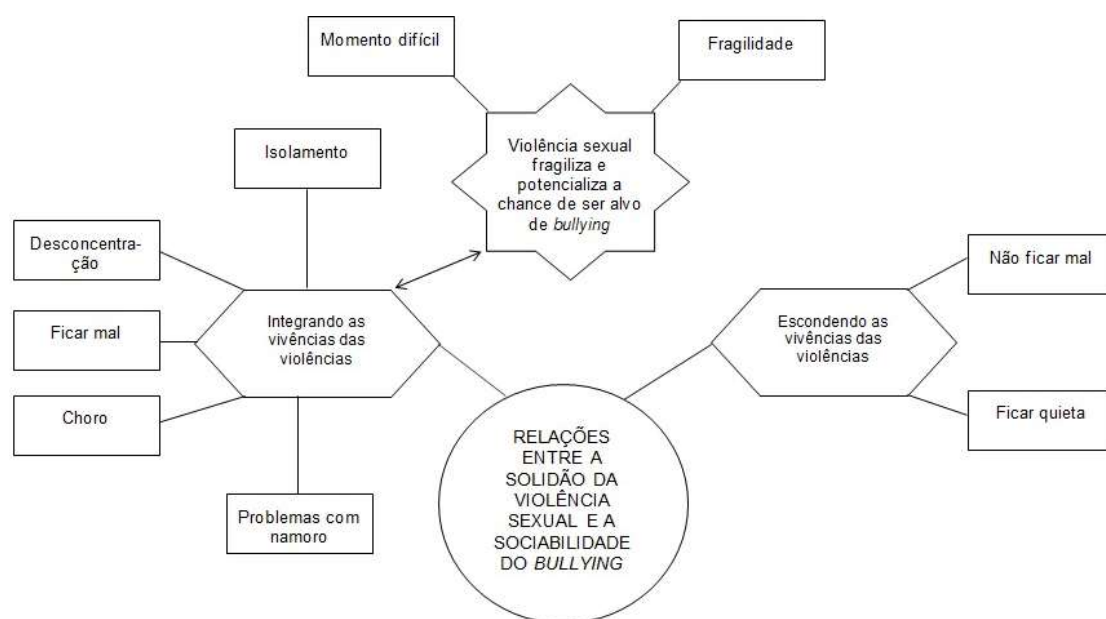 Momento difícil
Fragilidade
Violência sexual
fragiliza e
potencializa a
chance de ser alvo
de bullying
Isolamento
Desconcentra-
ção
Não ficar mal
Ficar mal
Integrando as
vivências das
violências
Escondendo as
vivências das
violências
Choro
Ficar quieta
RELAÇÕES
ENTRE A
SOLIDÃO DA
VIOLÊNCIA
SEXUAL E A
SOCIABILIDADE
DO BULLYING
Problemas com
namoro